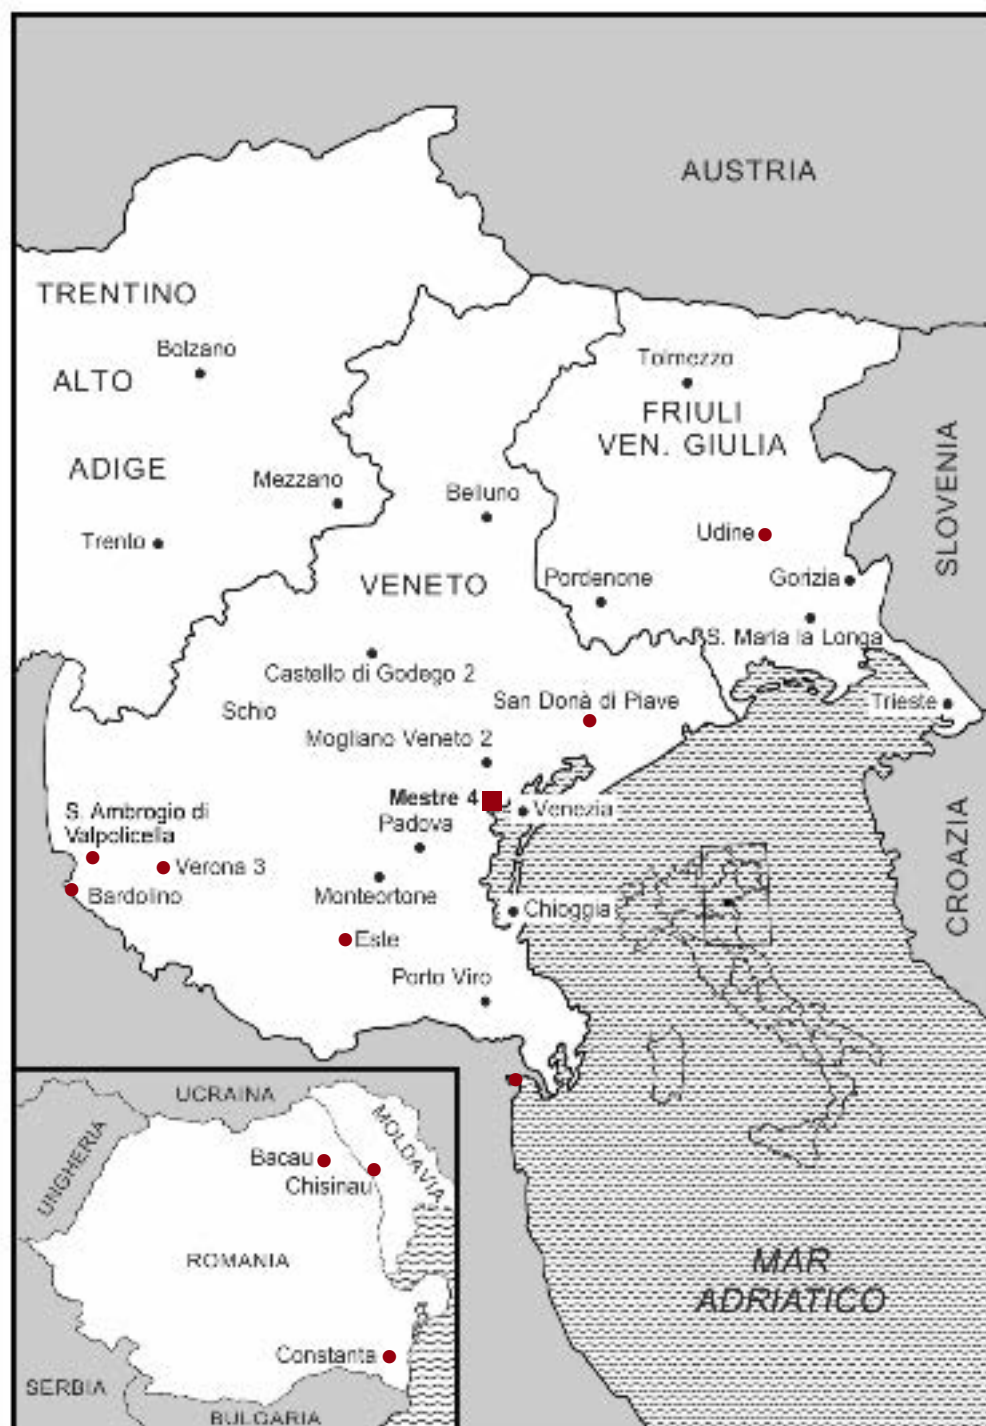 AUSTRIA
TRENTINO
Bolzano
ALTO
ADIGE
Tolmezzo
FRIULI
VEN. GIULIA
SLOVENIA
Mezzano
Belluno
Trento
Udine
VENETO
Pordenone
Gorizia
S. Maria la Longa
Castello di Godego 2
San Donà di Piave
Trieste
Schio
Mogliano Veneto 2
Mestre 4
Venezia
Padova
S. Ambrogio di
Valpolicella
Verona 3
Bardolino
Monteortone
Chioggia
CROAZIA
Este
Porto Viro
UCRAINA
UNGHERIA
MOLDAVIA
Bacau
Chisinau
ROMANIA
MAR
ADRIATICO
Constanta
SERBIA
BULGARIA